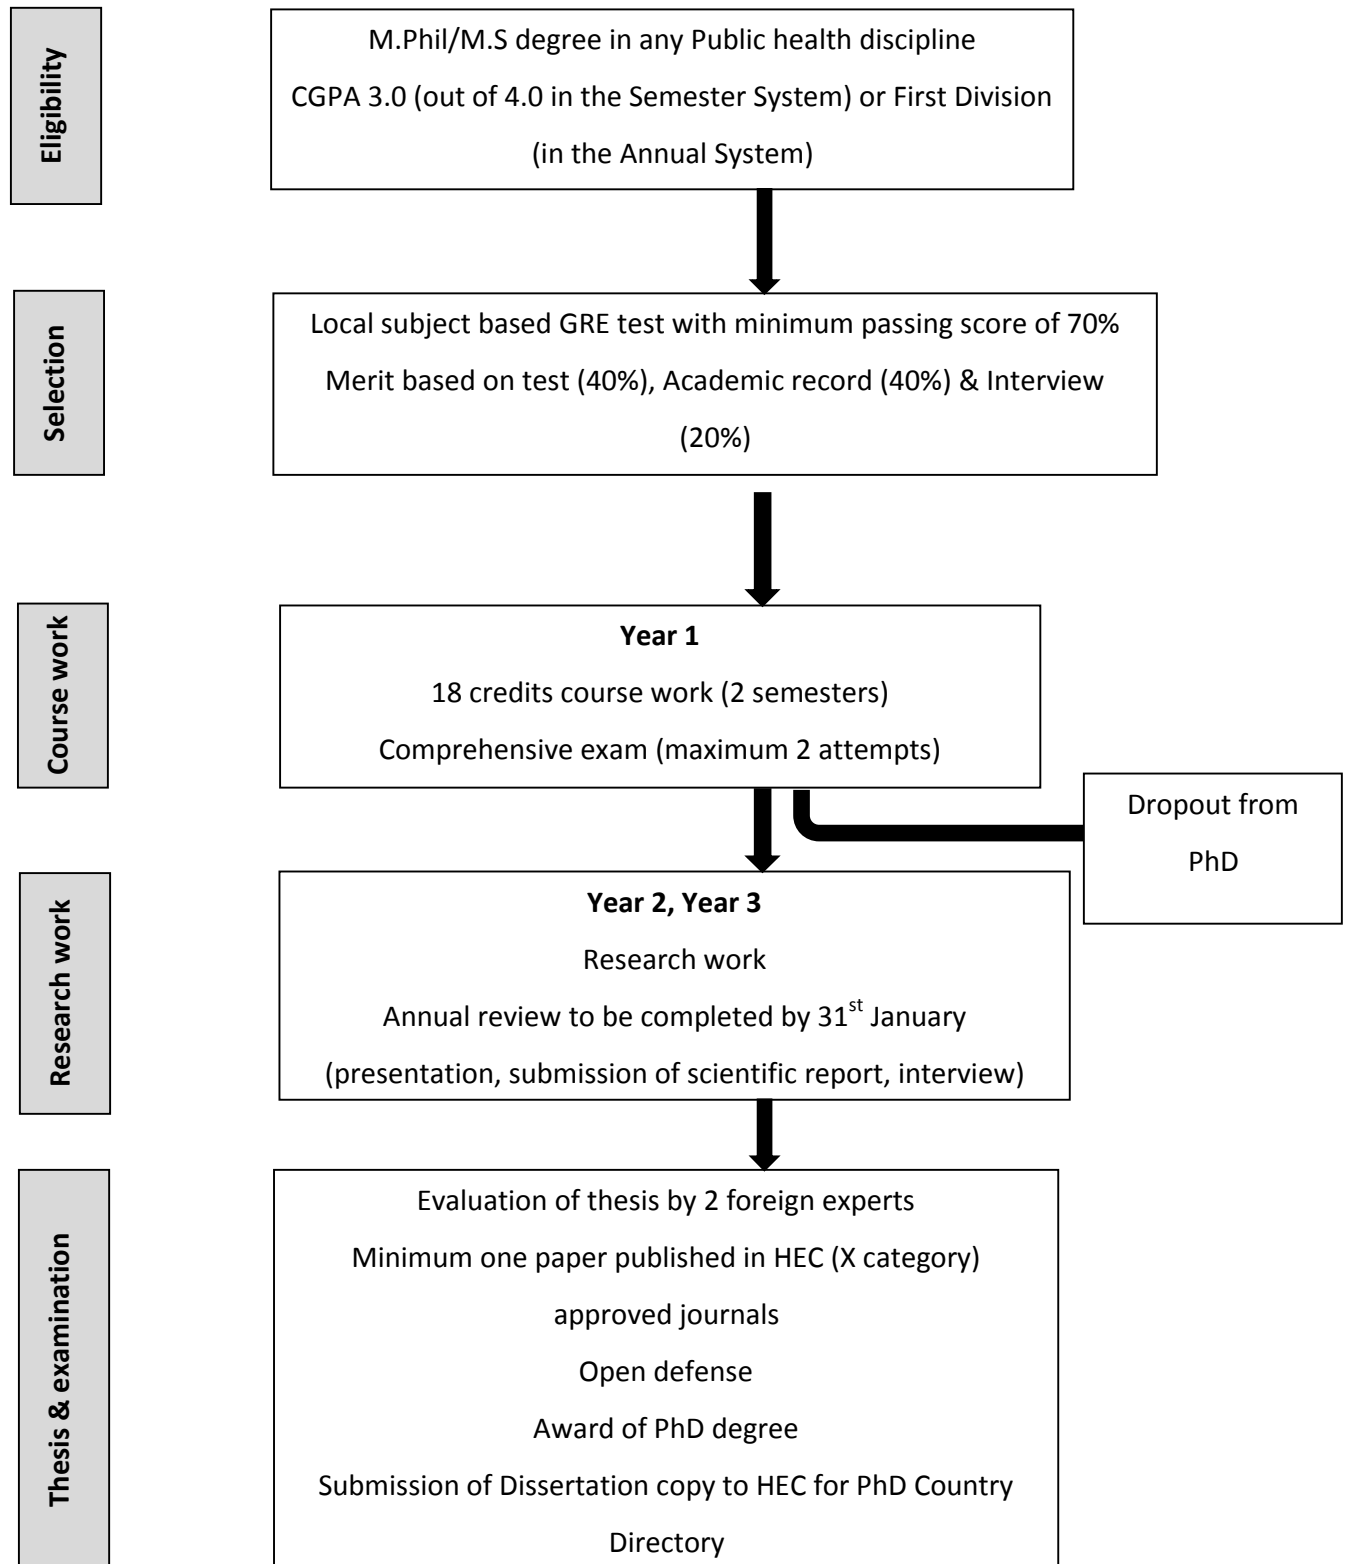 Eligibility
M.Phil/M.S degree in any Public health discipline
CGPA 3.0 (out of 4.0 in the Semester System) or First Division
(in the Annual System)
Selection
Local subject based GRE test with minimum passing score of 70%
Merit based on test (40%), Academic record (40%) & Interview
(20%)
Course work
Year 1
18 credits course work (2 semesters)
Comprehensive exam (maximum 2 attempts)
Dropout from
PhD
Research work
Year 2, Year 3
Research work
Annual review to be completed by 31st January
(presentation, submission of scientific report, interview)
Thesis & examination
Evaluation of thesis by 2 foreign experts
Minimum one paper published in HEC (X category)
approved journals
Open defense
Award of PhD degree
Submission of Dissertation copy to HEC for PhD Country
Directory